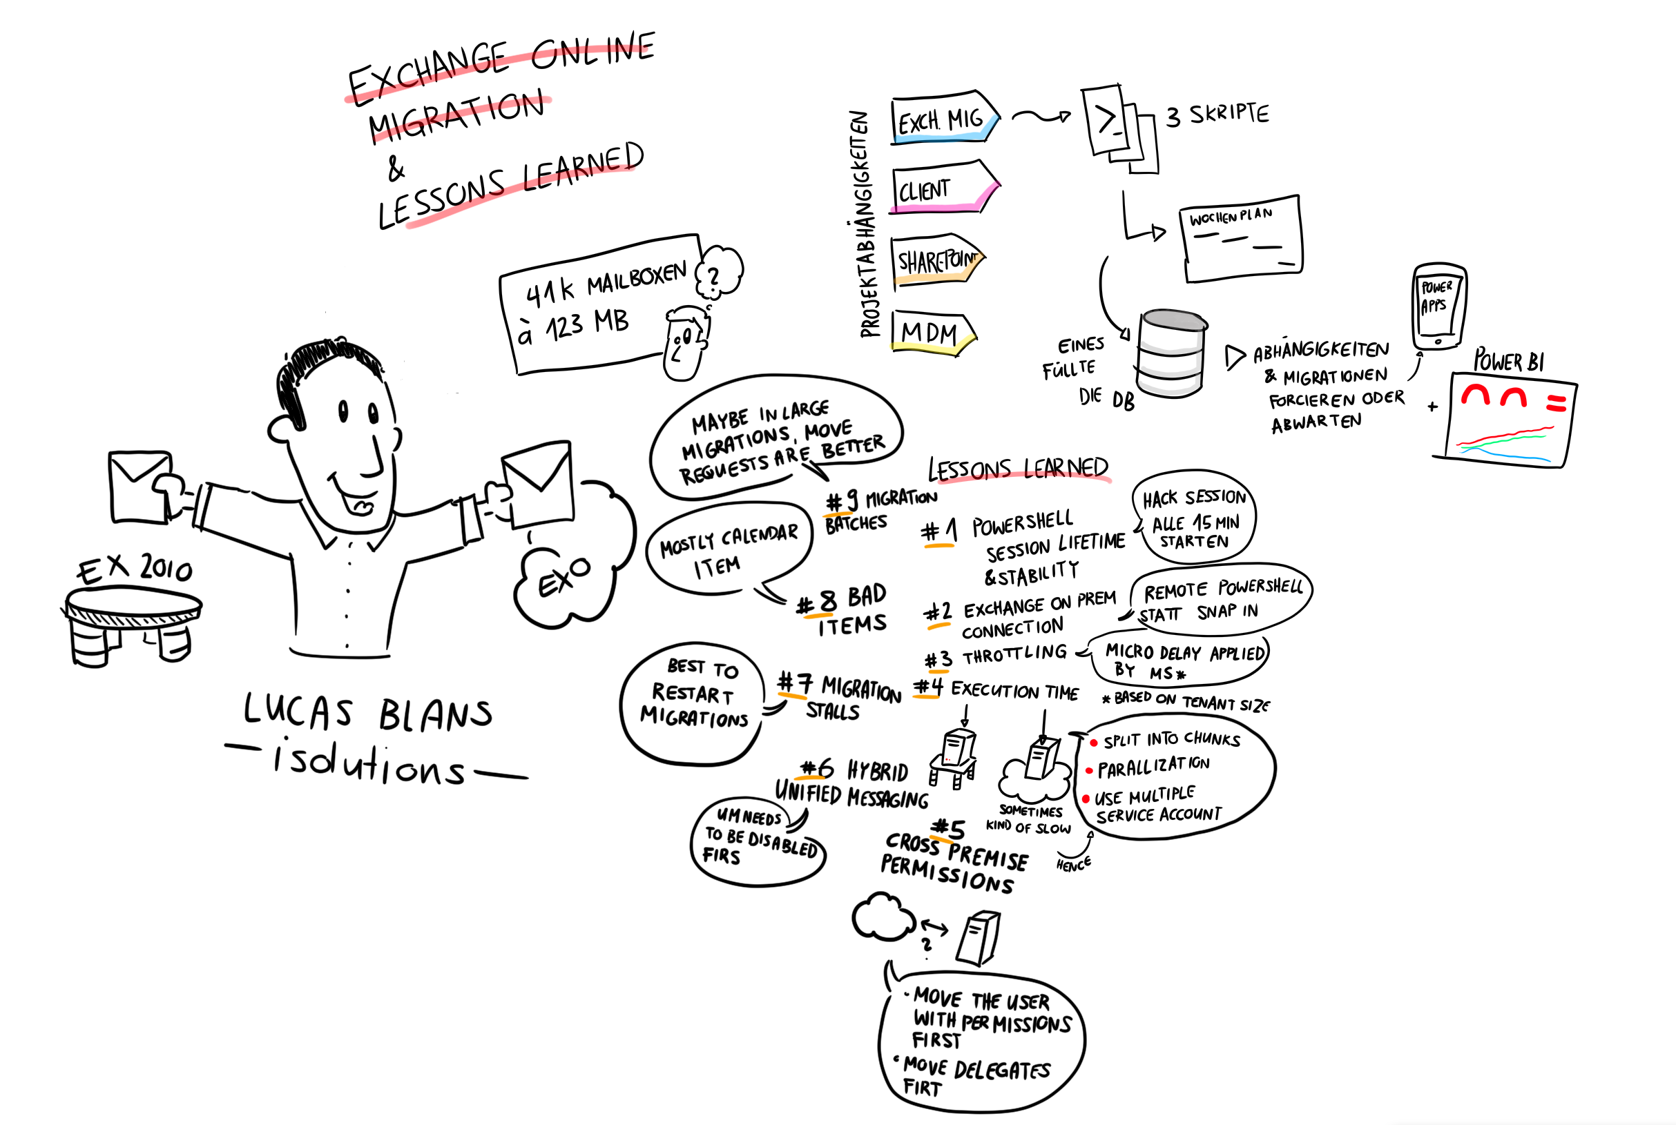 EXCHANGE ONLINE
MIGRATION
&
LESSONS LEARNED
41K MAILBOXEN
à 123 MB
?
EX 2010
EXO
LUCAS BLANS
isolutions
PROJEKTABHÄNGIGKEITEN
EXCH. MIG
CLIENT
SHAREPOINT
MDM
>_
3 SKRIPTE
WOCHENPLAN
EINES
FÜLLTE
DIE DB
ABHÄNGIGKEITEN
& MIGRATIONEN
FORCIEREN ODER
ABWARTEN
POWER
APPS
+
POWER BI
LESSONS LEARNED
#1 POWERSHELL
SESSION LIFETIME
& STABILITY
HACK SESSION
ALLE 15 MIN
STARTEN
#2 EXCHANGE ON PREM
CONNECTION
REMOTE POWERSHELL
STATT SNAP IN
#3 THROTTLING
MICRO DELAY APPLIED
BY MS*
* BASED ON TENANT SIZE
#4 EXECUTION TIME
SOMETIMES
KIND OF SLOW
HENCE
• SPLIT INTO CHUNKS
• PARALLIZATION
• USE MULTIPLE
SERVICE ACCOUNT
#5
CROSS PREMISE
PERMISSIONS
?
- MOVE THE USER
WITH PERMISSIONS
FIRST
• MOVE DELEGATES
FIRT
#6 HYBRID
UNIFIED MESSAGING
UM NEEDS
TO BE DISABLED
FIRS
#7 MIGRATION
STALLS
BEST TO
RESTART
MIGRATIONS
#8 BAD
ITEMS
MOSTLY CALENDAR
ITEM
#9 MIGRATION
BATCHES
MAYBE IN LARGE
MIGRATIONS, MOVE
REQUESTS ARE BETTER